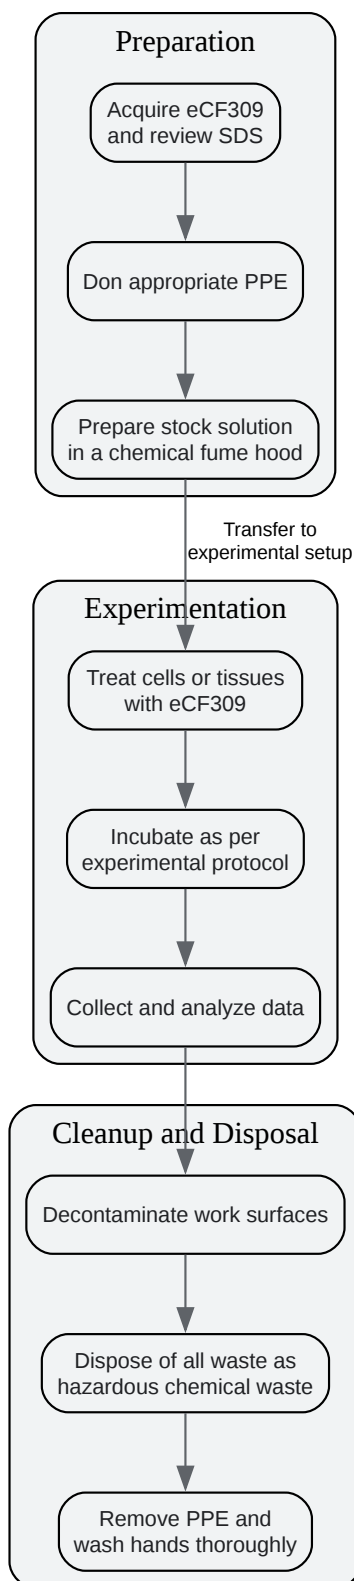 Preparation
Acquire eCF309
and review SDS
Don appropriate PPE
Prepare stock solution
in a chemical fume hood
Transfer to
experimental setup
Experimentation
Treat cells or tissues
with eCF309
Incubate as per
experimental protocol
Collect and analyze data
Cleanup and Disposal
Decontaminate work surfaces
Dispose of all waste as
hazardous chemical waste
Remove PPE and
wash hands thoroughly